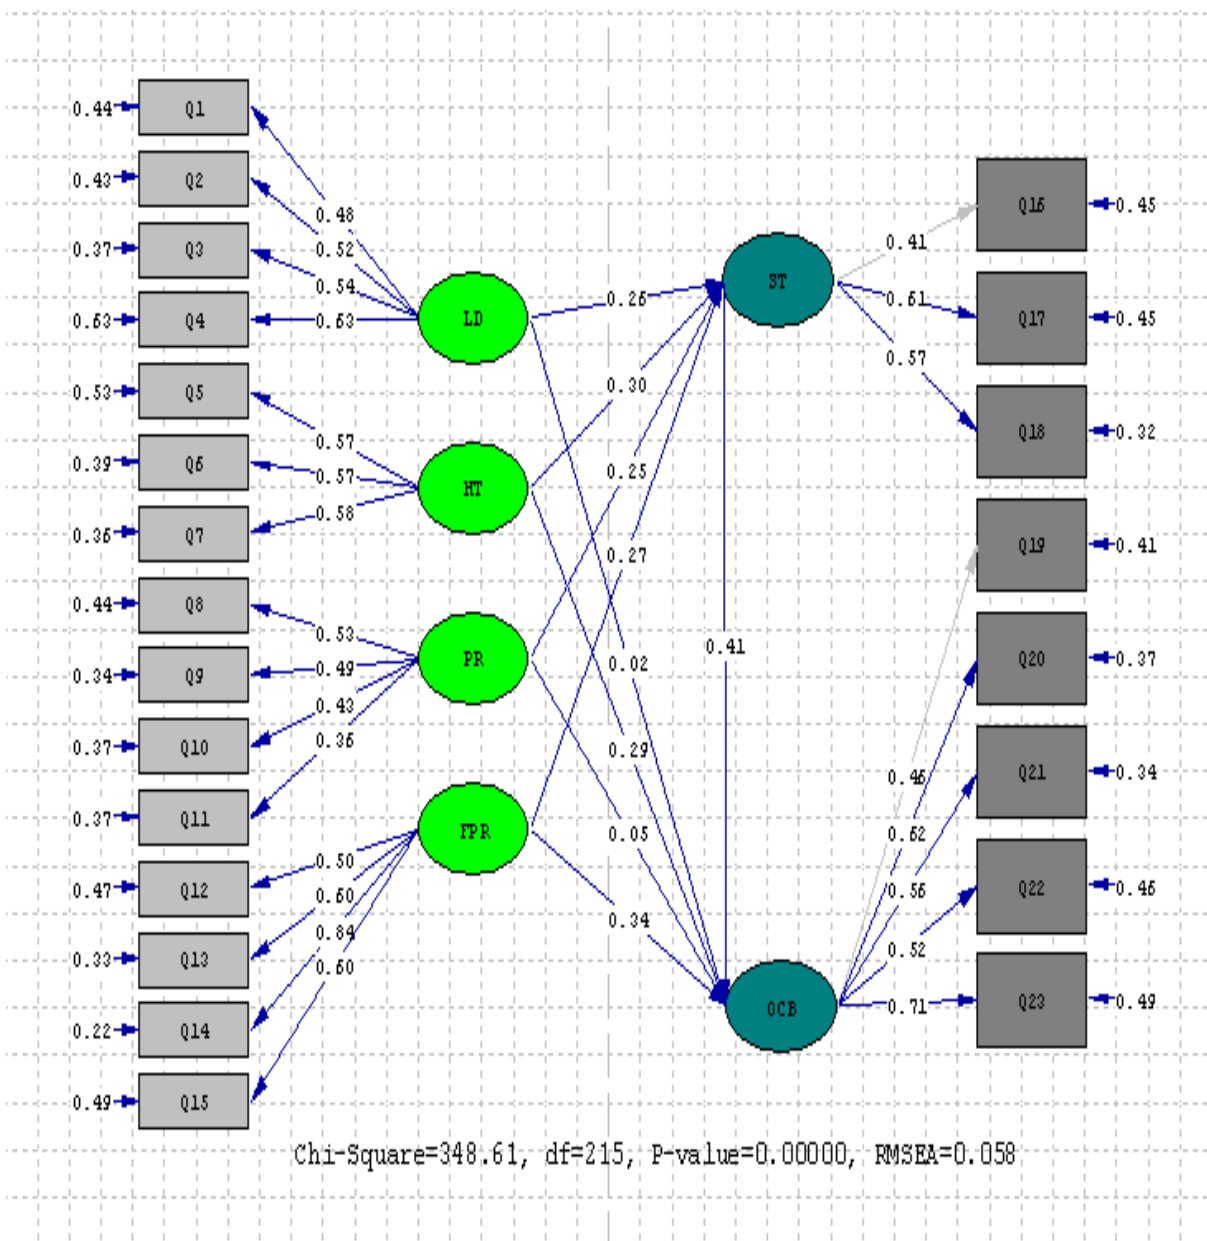 0.44
Q1
0.43
Q2
0.37
Q3
0.63
Q4
0.53
Q5
0.39
Q6
0.36
Q7
0.44
Q8
0.34
Q9
0.37
Q10
0.37
Q11
0.47
Q12
0.33
Q13
0.22
Q14
0.49
Q15
0.48
0.52
0.54
0.63
0.57
0.57
0.58
0.53
0.49
0.43
0.36
0.50
0.60
0.84
0.60
LD
HT
PR
FPR
0.26
0.30
0.25
0.27
0.02
0.29
0.05
0.34
0.41
ST
OCB
0.41
0.61
0.57
0.46
0.62
0.56
0.52
0.71
Q16
0.45
Q17
0.45
Q18
0.32
Q19
0.41
Q20
0.37
Q21
0.34
Q22
0.46
Q23
0.49
Chi-Square=348.61, df=215, P-value=0.00000, RMSEA=0.058